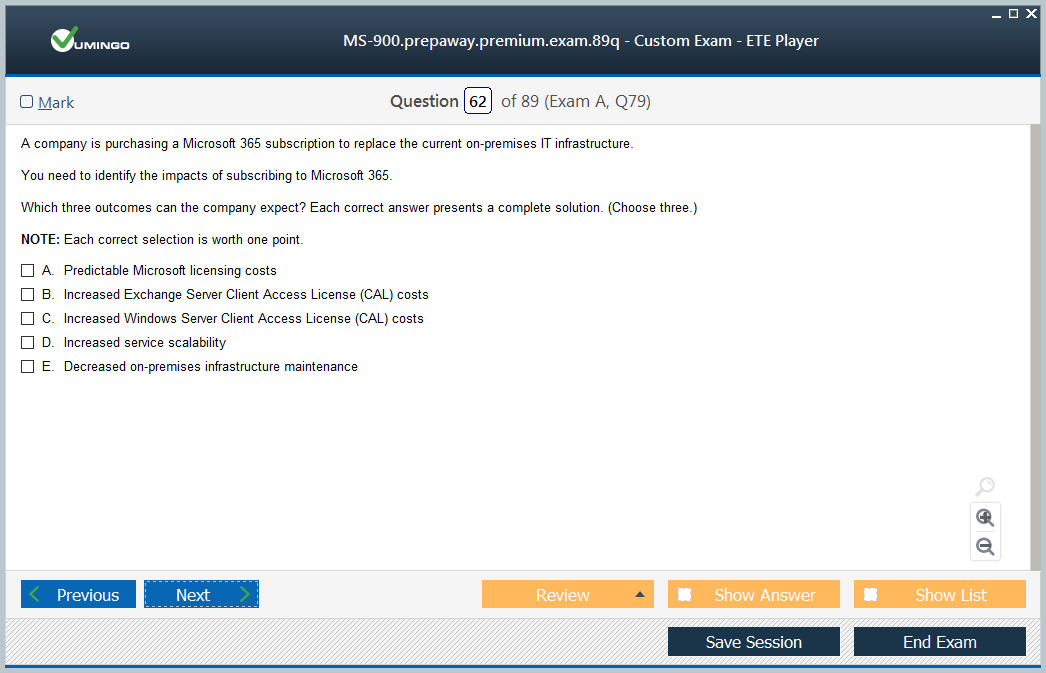 UMINGO
MS-900.prepaway.premium.exam.89q - Custom Exam - ETE Player
Mark
Question 62 of 89 (Exam A, Q79)
A company is purchasing a Microsoft 365 subscription to replace the current on-premises IT infrastructure.
You need to identify the impacts of subscribing to Microsoft 365.
Which three outcomes can the company expect? Each correct answer presents a complete solution. (Choose three.)
NOTE: Each correct selection is worth one point.
A. Predictable Microsoft licensing costs
B. Increased Exchange Server Client Access License (CAL) costs
C. Increased Windows Server Client Access License (CAL) costs
D. Increased service scalability
E. Decreased on-premises infrastructure maintenance
Previous
Next
Review
Show Answer
Show List
Save Session
End Exam